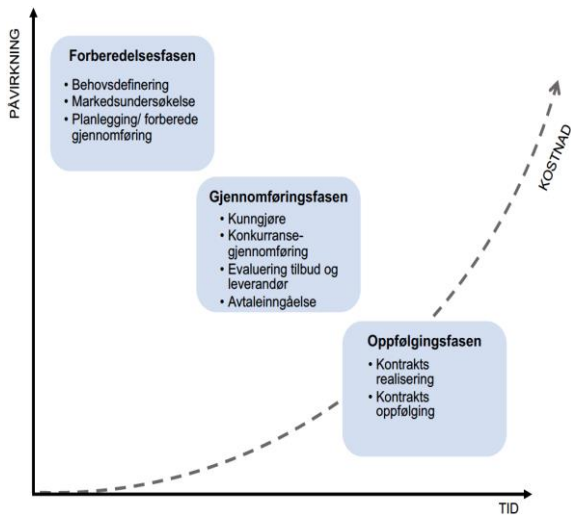 PÅVIRKNING
Forberedelsesfasen
• Behovsdefinering
• Markedsundersøkelse
• Planlegging/ forberede
gjennomføring
Gjennomføringsfasen
• Kunngjøre
• Konkurranse-
gjennomføring
• Evaluering tilbud og
leverandør
• Avtaleinngåelse
KOSTNAD
Oppfølgingsfasen
• Kontrakts
realisering
• Kontrakts
oppfølging
TID